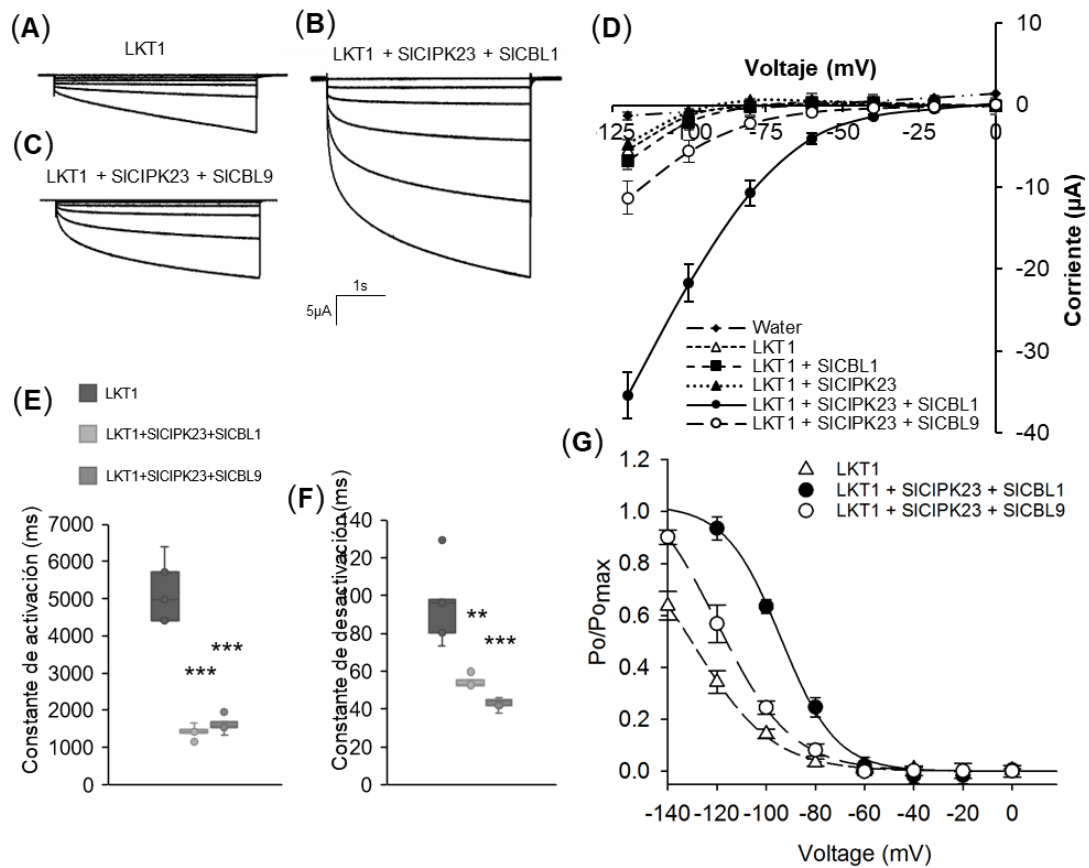 (A)
LKT1
(B)
LKT1 + SlCIPK23 + SlCBL1
(C)
LKT1 + SlCIPK23 + SlCBL9
1s
5µA
(D)
Voltaje (mV)
-125
-100
-75
-50
-25
0
10
0
-10
-20
-30
-40
Corriente (µA)
Water
LKT1
LKT1 + SlCBL1
LKT1 + SlCIPK23
LKT1 + SlCIPK23 + SlCBL1
LKT1 + SlCIPK23 + SlCBL9
(E)
LKT1
LKT1+SlCIPK23+SlCBL1
LKT1+SlCIPK23+SlCBL9
Constante de activación (ms)
7000
6000
5000
4000
3000
2000
1000
0
***
***
(F)
Constante de desactivación (ms)
140
120
100
80
60
40
20
0
**
***
(G)
LKT1
LKT1 + SlCIPK23 + SlCBL1
LKT1 + SlCIPK23 + SlCBL9
Po/Pomax
1.2
1.0
0.8
0.6
0.4
0.2
0.0
-140 -120 -100 -80 -60 -40 -20 0
Voltage (mV)